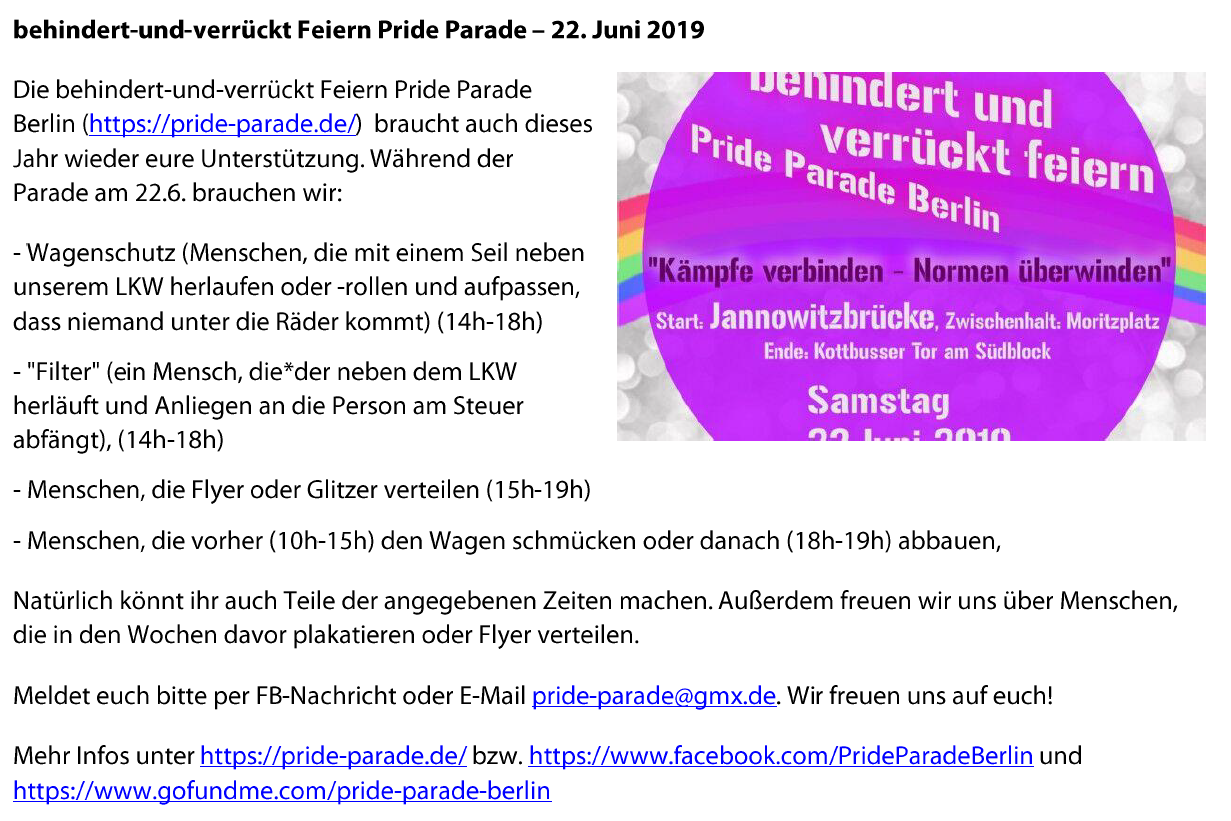 behindert-und-verrückt Feiern Pride Parade – 22. Juni 2019
Die behindert-und-verrückt Feiern Pride Parade
Berlin (https://pride-parade.de/)  braucht auch dieses
Jahr wieder eure Unterstützung. Während der
Parade am 22.6. brauchen wir:
- Wagenschutz (Menschen, die mit einem Seil neben
unserem LKW herlaufen oder -rollen und aufpassen,
dass niemand unter die Räder kommt) (14h-18h)
- "Filter" (ein Mensch, die*der neben dem LKW
herläuft und Anliegen an die Person am Steuer
abfängt), (14h-18h)
behindert und
verrückt feiern
Pride Parade Berlin
"Kämpfe verbinden - Normen überwinden"
Start: Jannowitzbrücke, Zwischenhalt: Moritzplatz
Ende: Kottbusser Tor am Südblock
Samstag
22 Juni 2019
- Menschen, die Flyer oder Glitzer verteilen (15h-19h)
- Menschen, die vorher (10h-15h) den Wagen schmücken oder danach (18h-19h) abbauen,
Natürlich könnt ihr auch Teile der angegebenen Zeiten machen. Außerdem freuen wir uns über Menschen,
die in den Wochen davor plakatieren oder Flyer verteilen.
Meldet euch bitte per FB-Nachricht oder E-Mail pride-parade@gmx.de. Wir freuen uns auf euch!
Mehr Infos unter https://pride-parade.de/ bzw. https://www.facebook.com/PrideParadeBerlin und
https://www.gofundme.com/pride-parade-berlin